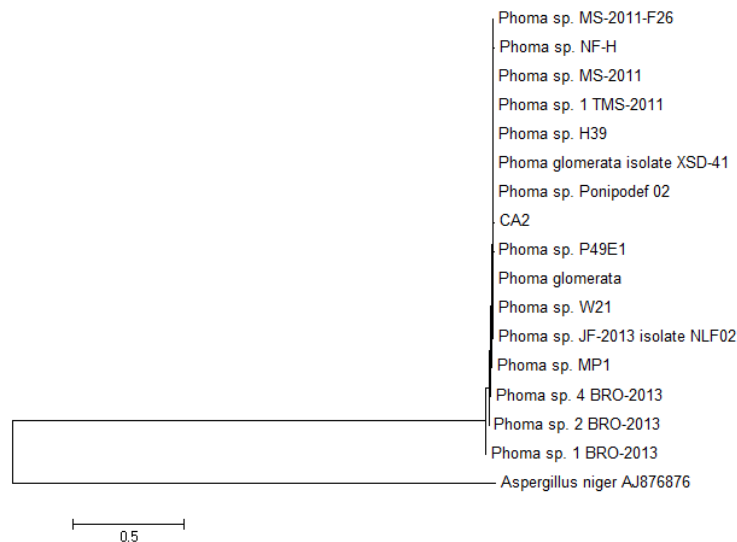 Phoma sp. MS-2011-F26
Phoma sp. NF-H
Phoma sp. MS-2011
Phoma sp. 1 TMS-2011
Phoma sp. H39
Phoma glomerata isolate XSD-41
Phoma sp. Ponipodef 02
CA2
Phoma sp. P49E1
Phoma glomerata
Phoma sp. W21
Phoma sp. JF-2013 isolate NLF02
Phoma sp. MP1
Phoma sp. 4 BRO-2013
Phoma sp. 2 BRO-2013
Phoma sp. 1 BRO-2013
Aspergillus niger AJ876876
0.5